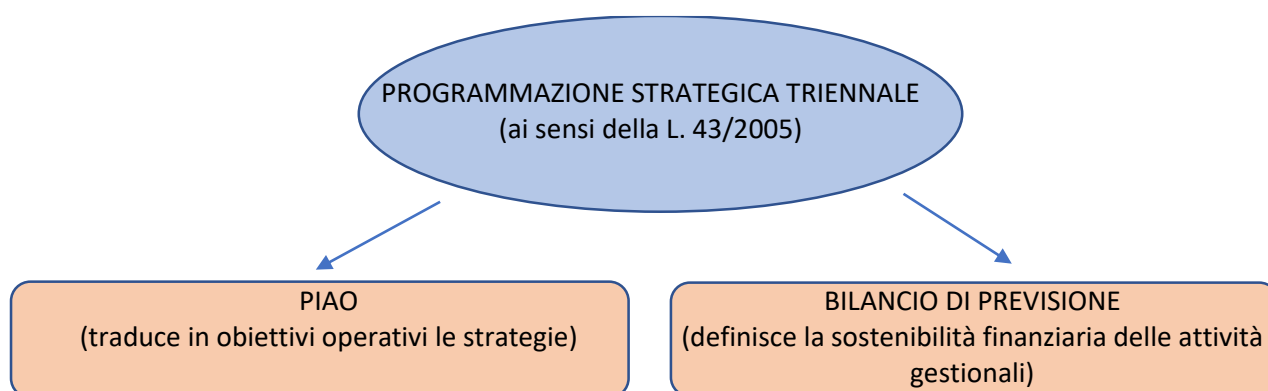 PROGRAMMAZIONE STRATEGICA TRIENNALE
(ai sensi della L. 43/2005)
PIAO
(traduce in obiettivi operativi le strategie)
BILANCIO DI PREVISIONE
(definisce la sostenibilità finanziaria delle attività
gestionali)